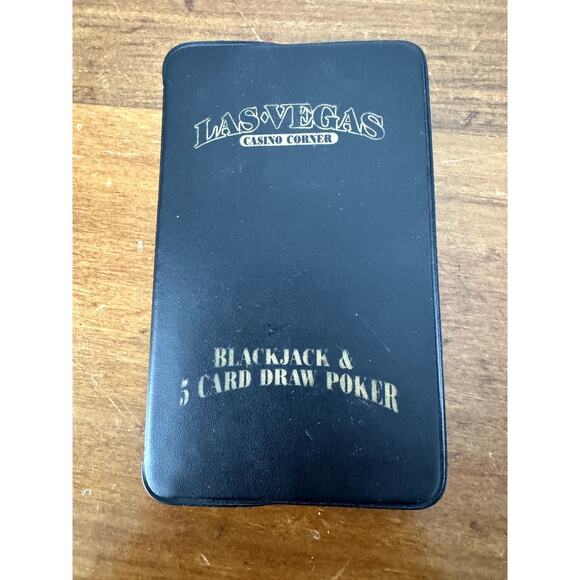 LAS·VEGAS
CASINO CORNER
BLACKJACK &
5 CARD DRAW POKER